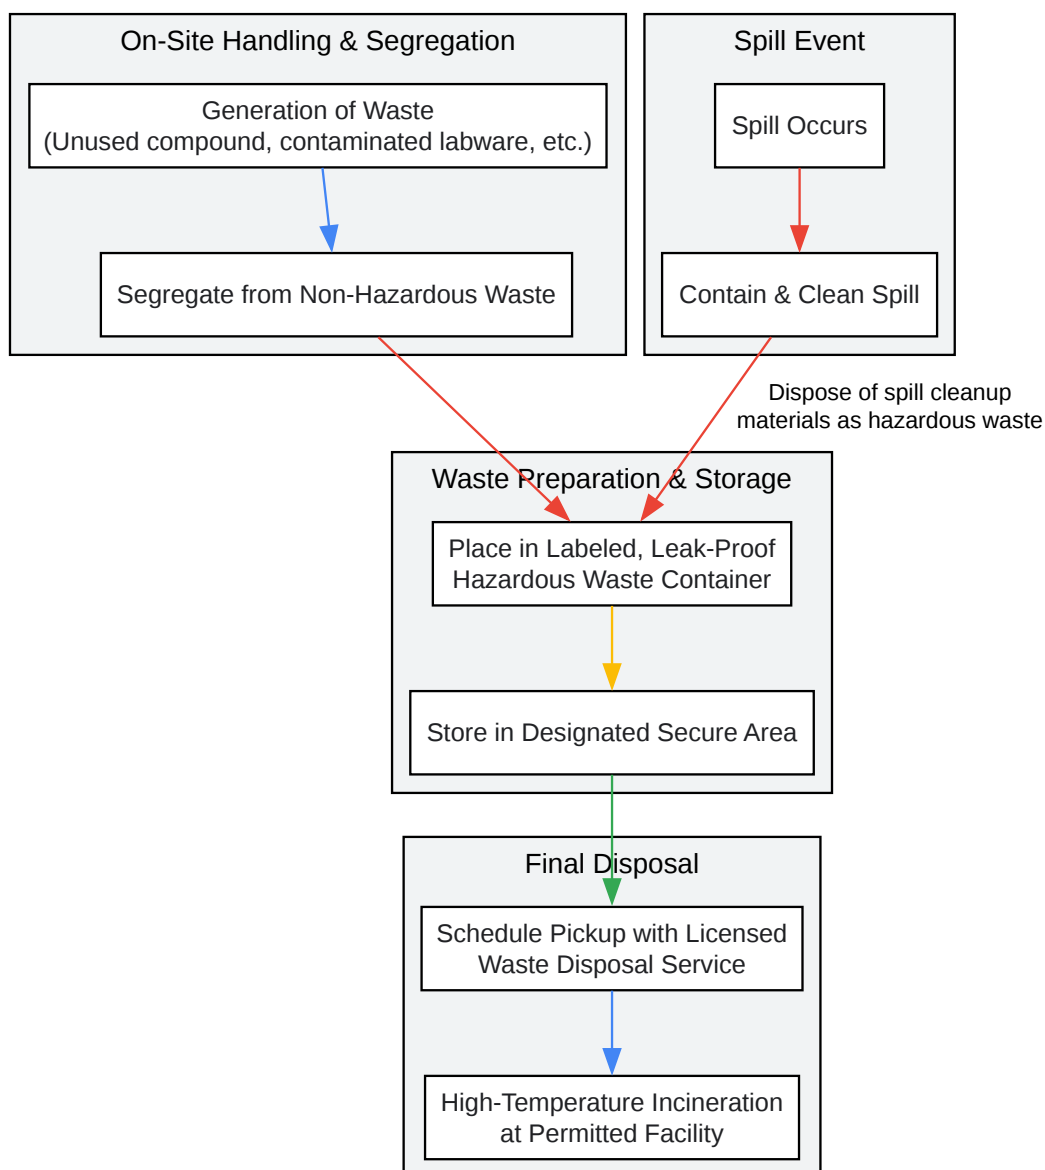 On-Site Handling & Segregation
Generation of Waste
(Unused compound, contaminated labware, etc.)
Segregate from Non-Hazardous Waste
Spill Event
Spill Occurs
Contain & Clean Spill
Dispose of spill cleanup
materials as hazardous waste
Waste Preparation & Storage
Place in Labeled, Leak-Proof
Hazardous Waste Container
Store in Designated Secure Area
Final Disposal
Schedule Pickup with Licensed
Waste Disposal Service
High-Temperature Incineration
at Permitted Facility